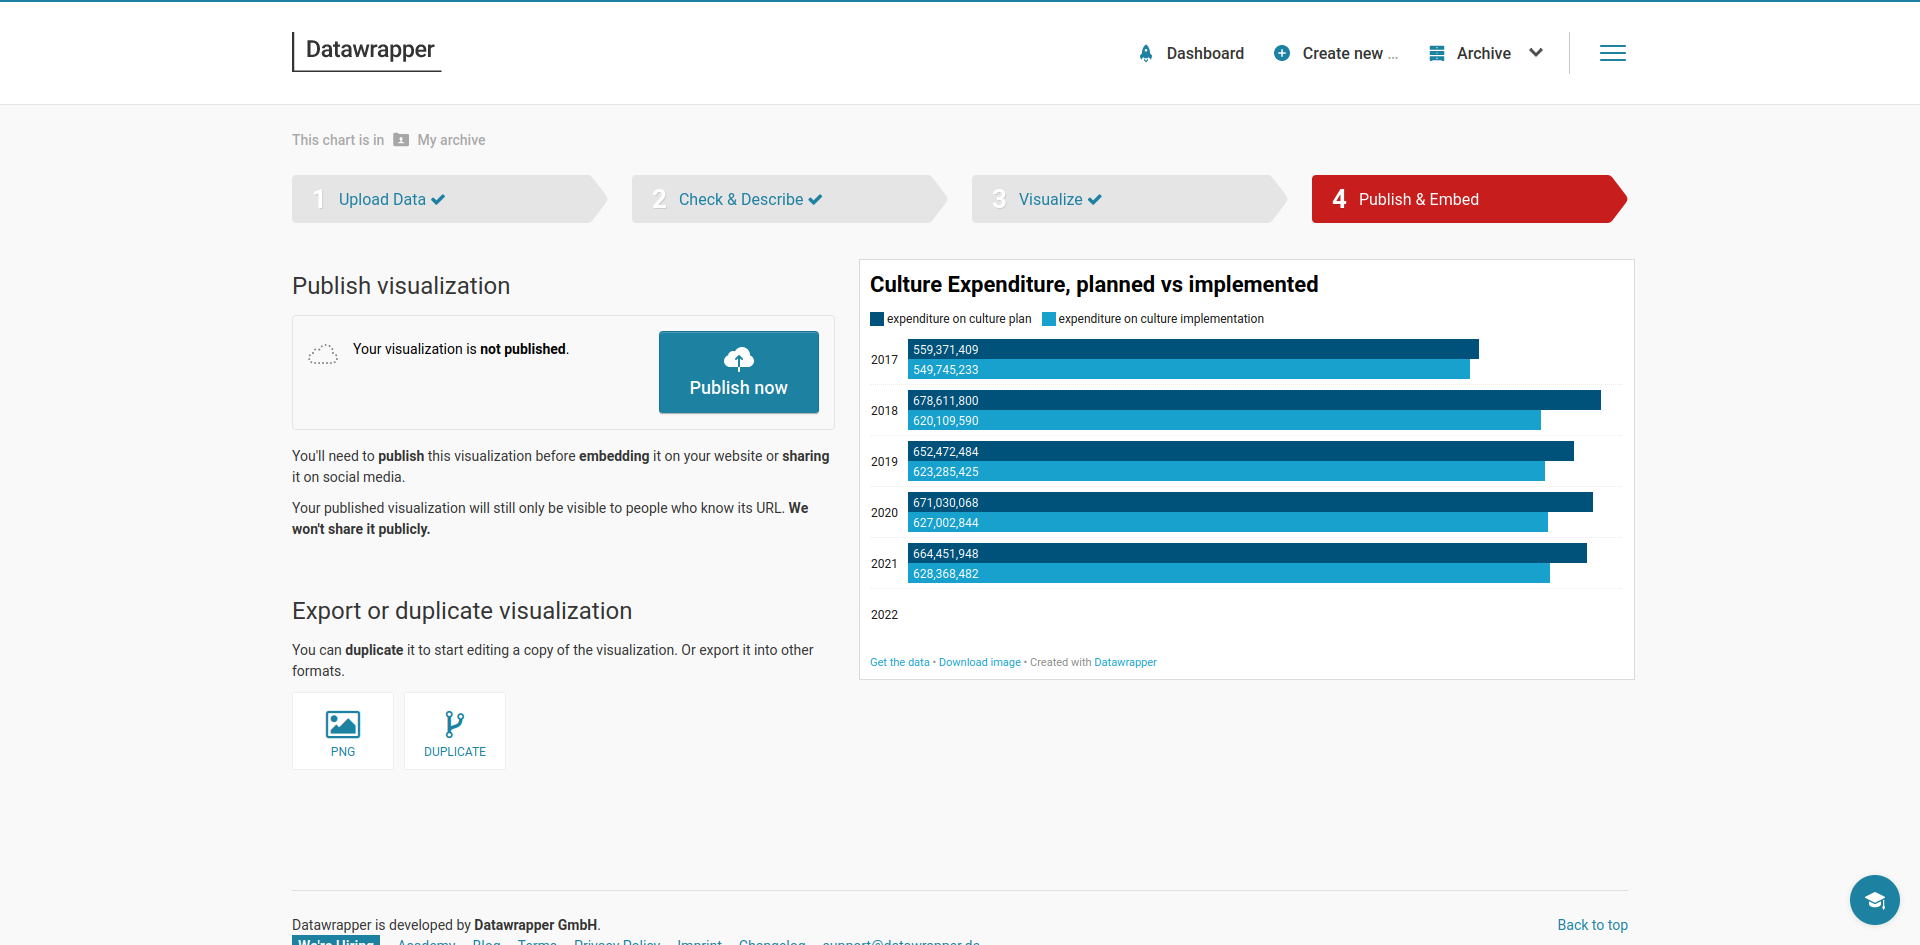 Datawrapper
Dashboard
Create new ...
Archive
This chart is in My archive
1 Upload Data
2 Check & Describe
3 Visualize
4 Publish & Embed
Publish visualization
Your visualization is not published.
Publish now
You'll need to publish this visualization before embedding it on your website or sharing
it on social media.
Your published visualization will still only be visible to people who know its URL. We
won't share it publicly.
Export or duplicate visualization
You can duplicate it to start editing a copy of the visualization. Or export it into other
formats.
PNG
DUPLICATE
Culture Expenditure, planned vs implemented
expenditure on culture plan
expenditure on culture implementation
2017
559,371,409
549,745,233
2018
678,611,800
620,109,590
2019
652,472,484
623,285,425
2020
671,030,068
627,002,844
2021
664,451,948
628,368,482
2022
Get the data • Download image • Created with Datawrapper
Datawrapper is developed by Datawrapper GmbH.
Back to top
We're Hiring Academy Blog Terms Privacy Policy Imprint Changelog support@datawrapper.de